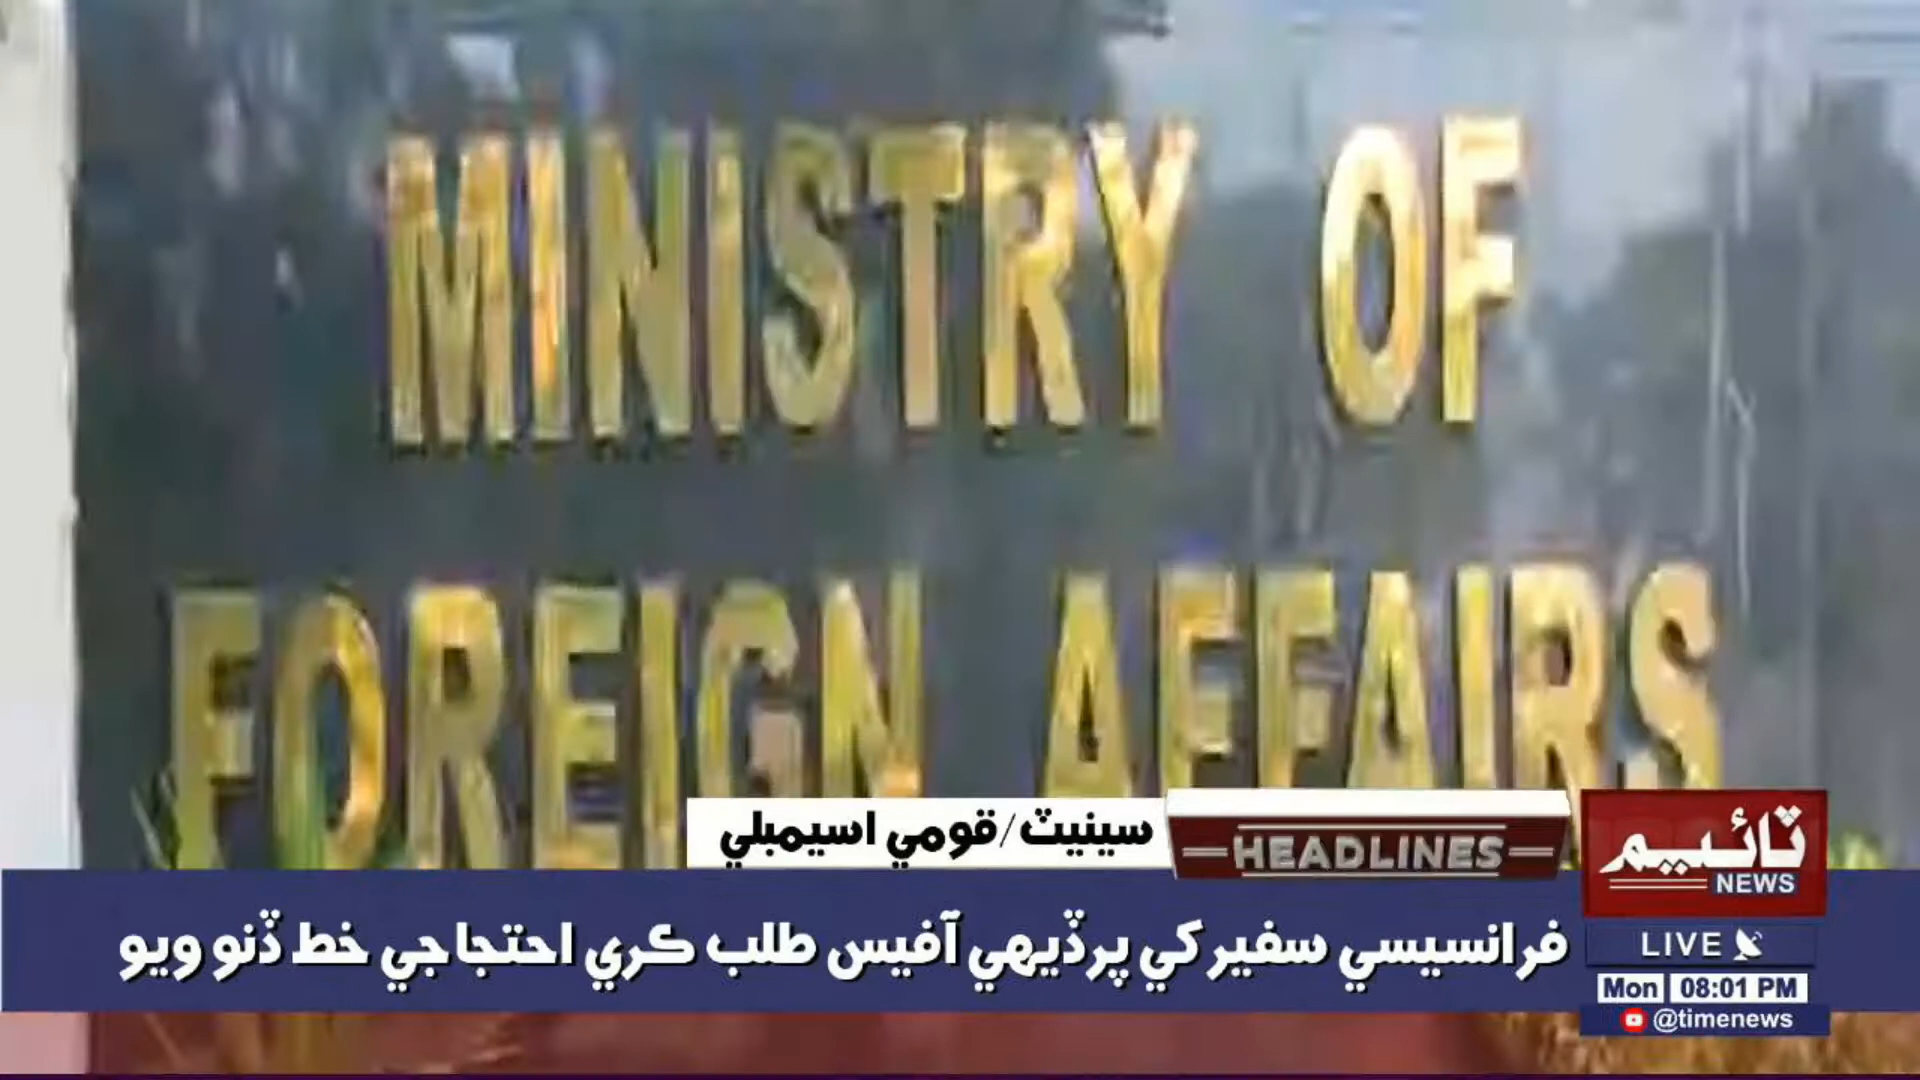 MINISTRY OF
FOREIGN AFFAIRS
سينيٽ/قومي اسيمبلي
HEADLINES
ٽائيم
NEWS
فرانسيسي سفير کي پرڏيهي آفيس طلب ڪري احتجاجي خط ڏنو ويو
LIVE
Mon 08:01 PM
@timenews